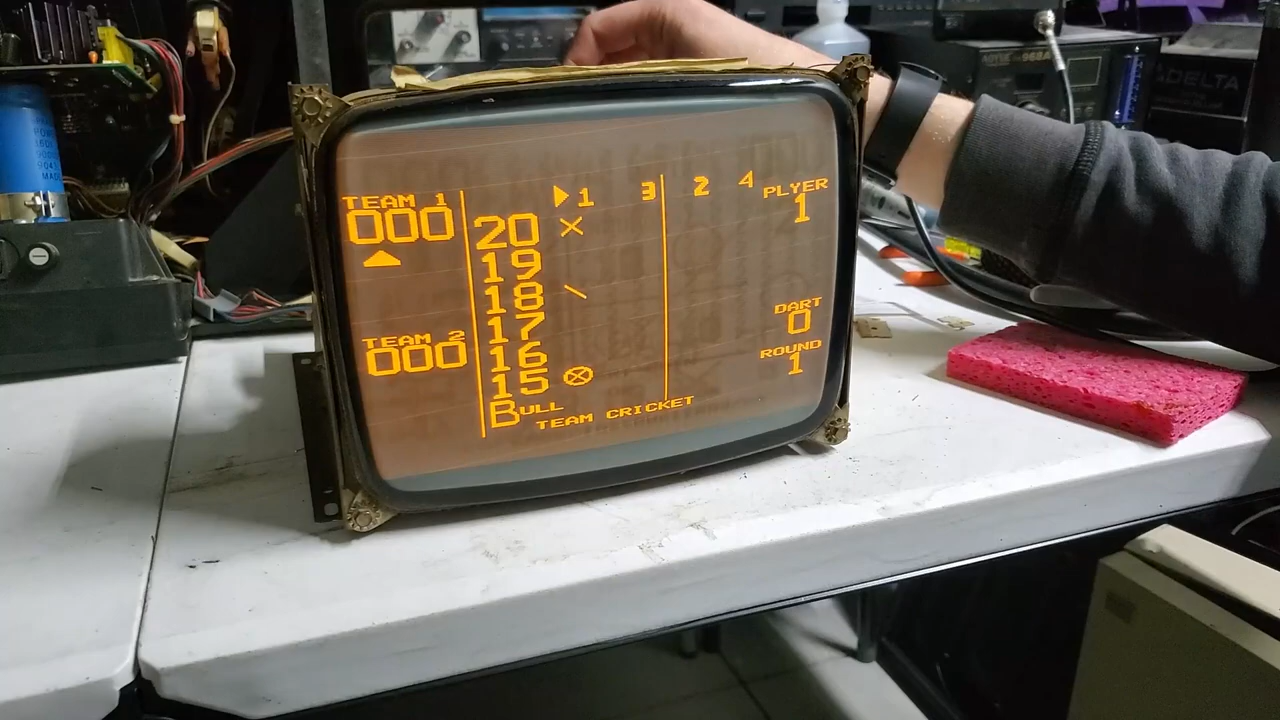 TEAM 1
000
▶1 3 2 4
PLYER
1
20 X
19
18 \
17
16
15 ⊗
BULL
TEAM 2
000
DART
0
ROUND
1
TEAM CRICKET
DELTA